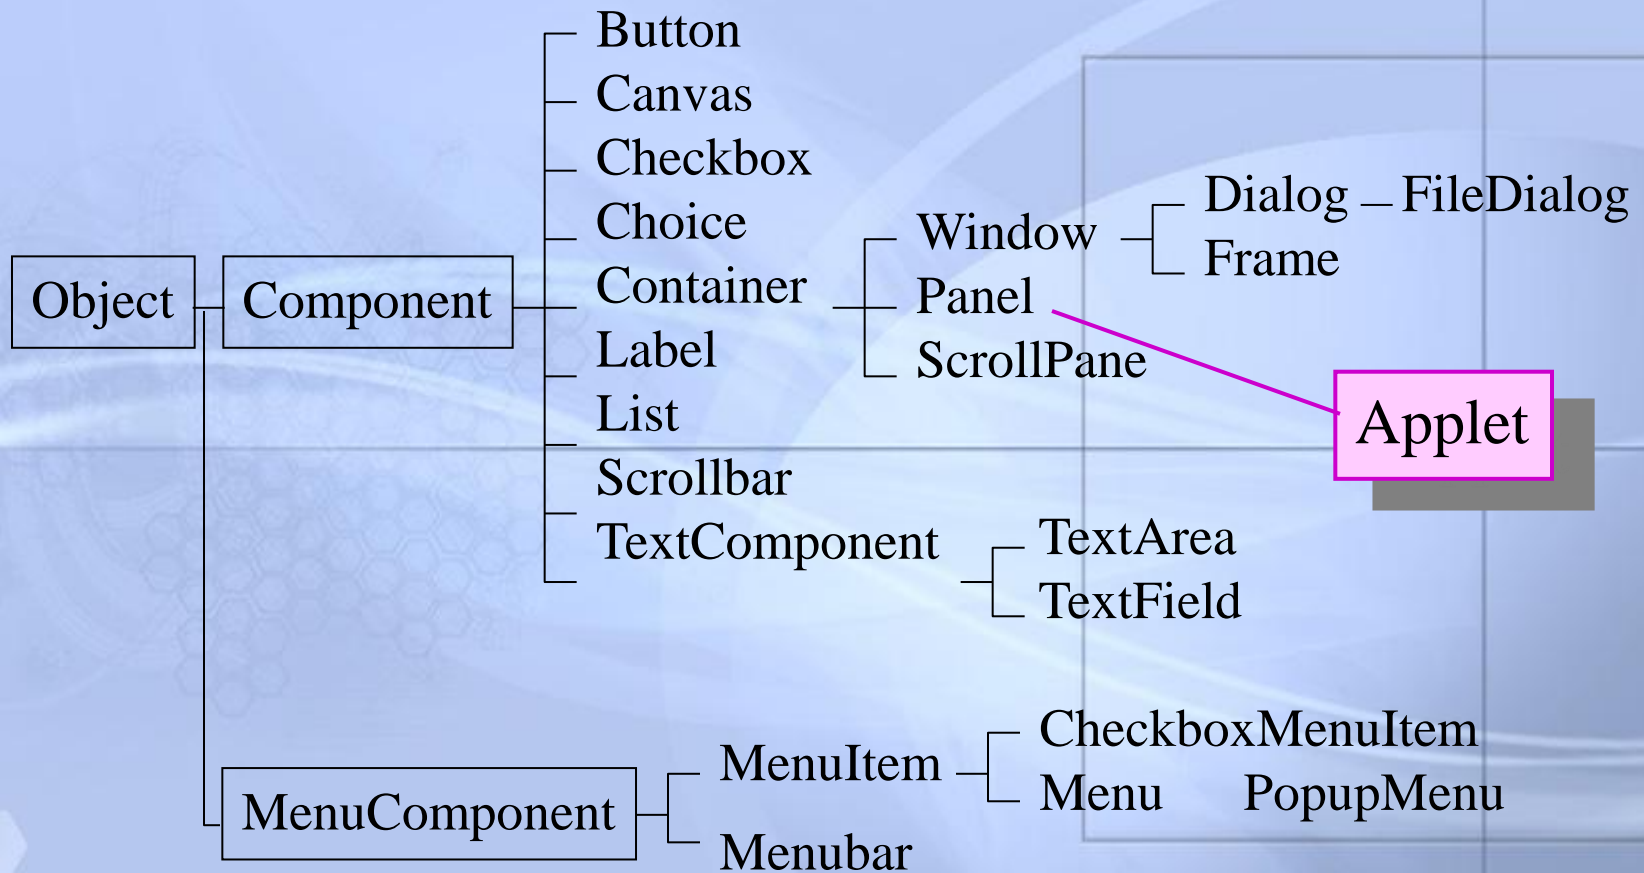 Object
Component
Button
Canvas
Checkbox
Choice
Container
Label
List
Scrollbar
TextComponent
Window
Panel
ScrollPane
Dialog
FileDialog
Frame
Applet
TextArea
TextField
MenuComponent
MenuItem
Menubar
CheckboxMenuItem
Menu PopupMenu